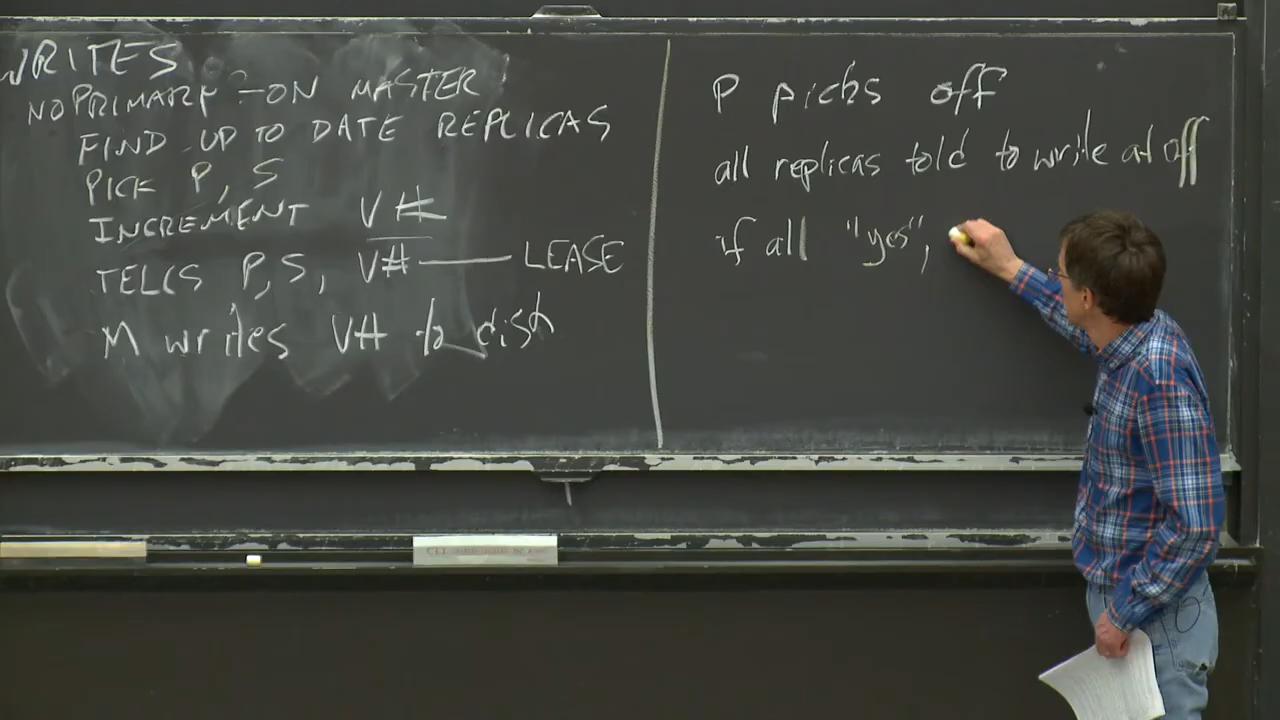 WRITES
NO PRIMARY - ON MASTER
FIND UP TO DATE REPLICAS
PICK P, S
INCREMENT V#
TELLS P, S, V# — LEASE
M writes V# to disk
P picks off
all replicas told to write at off
if all "yes",